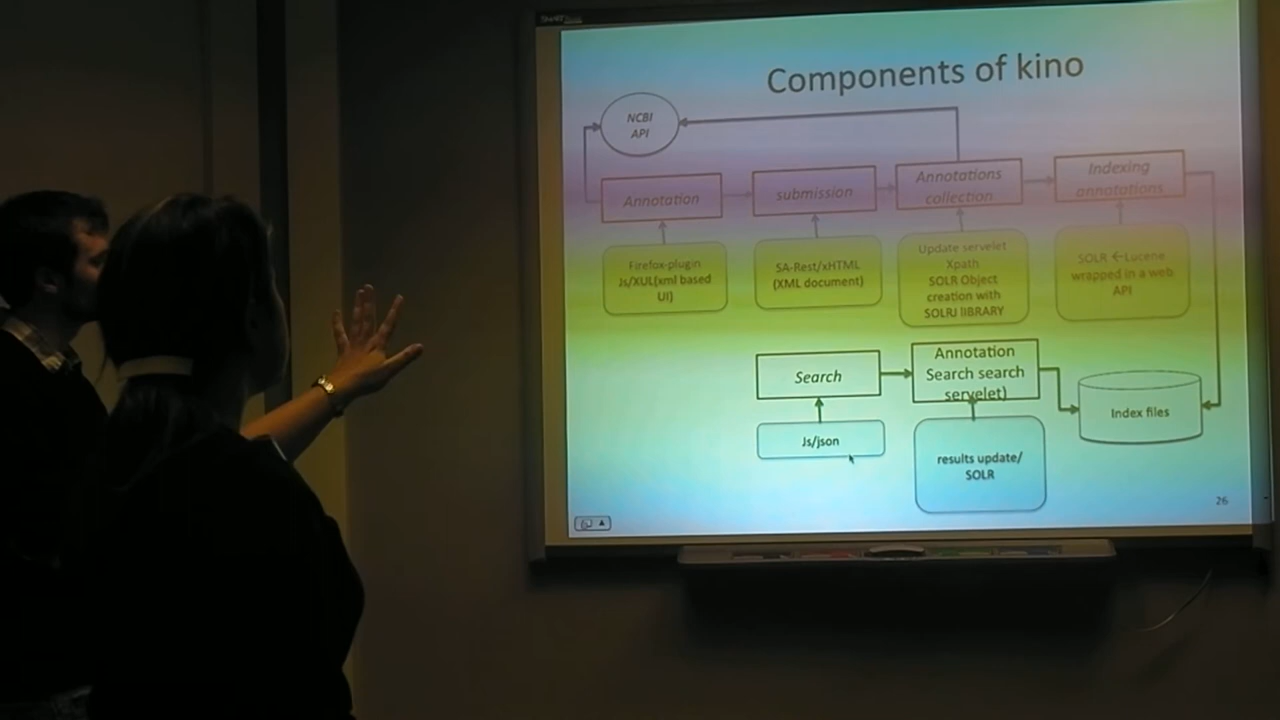 SMART
Components of kino
NCBI
API
Annotation
submission
Annotations
collection
Indexing
annotations
Firefox-plugin
Js/XUL(xml based
UI)
SA-Rest/xHTML
(XML document)
Update servelet
Xpath
SOLR Object
creation with
SOLRJ lIBRARY
SOLR ←Lucene
wrapped in a web
API
Search
Annotation
Search search
servelet)
Index files
Js/json
results update/
SOLR
26